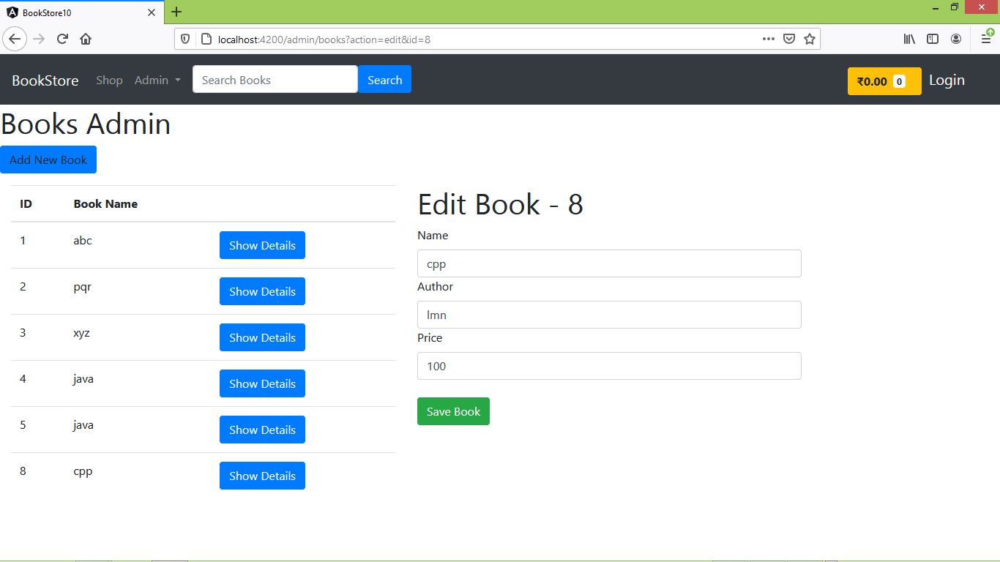 BookStore10
localhost:4200/admin/books?action=edit&id=8
BookStore Shop Admin Search Books Search ₹0.00 0 Login
Books Admin
Add New Book
ID Book Name
1 abc Show Details
2 pqr Show Details
3 xyz Show Details
4 java Show Details
5 java Show Details
8 cpp Show Details
Edit Book - 8
Name
cpp
Author
lmn
Price
100
Save Book